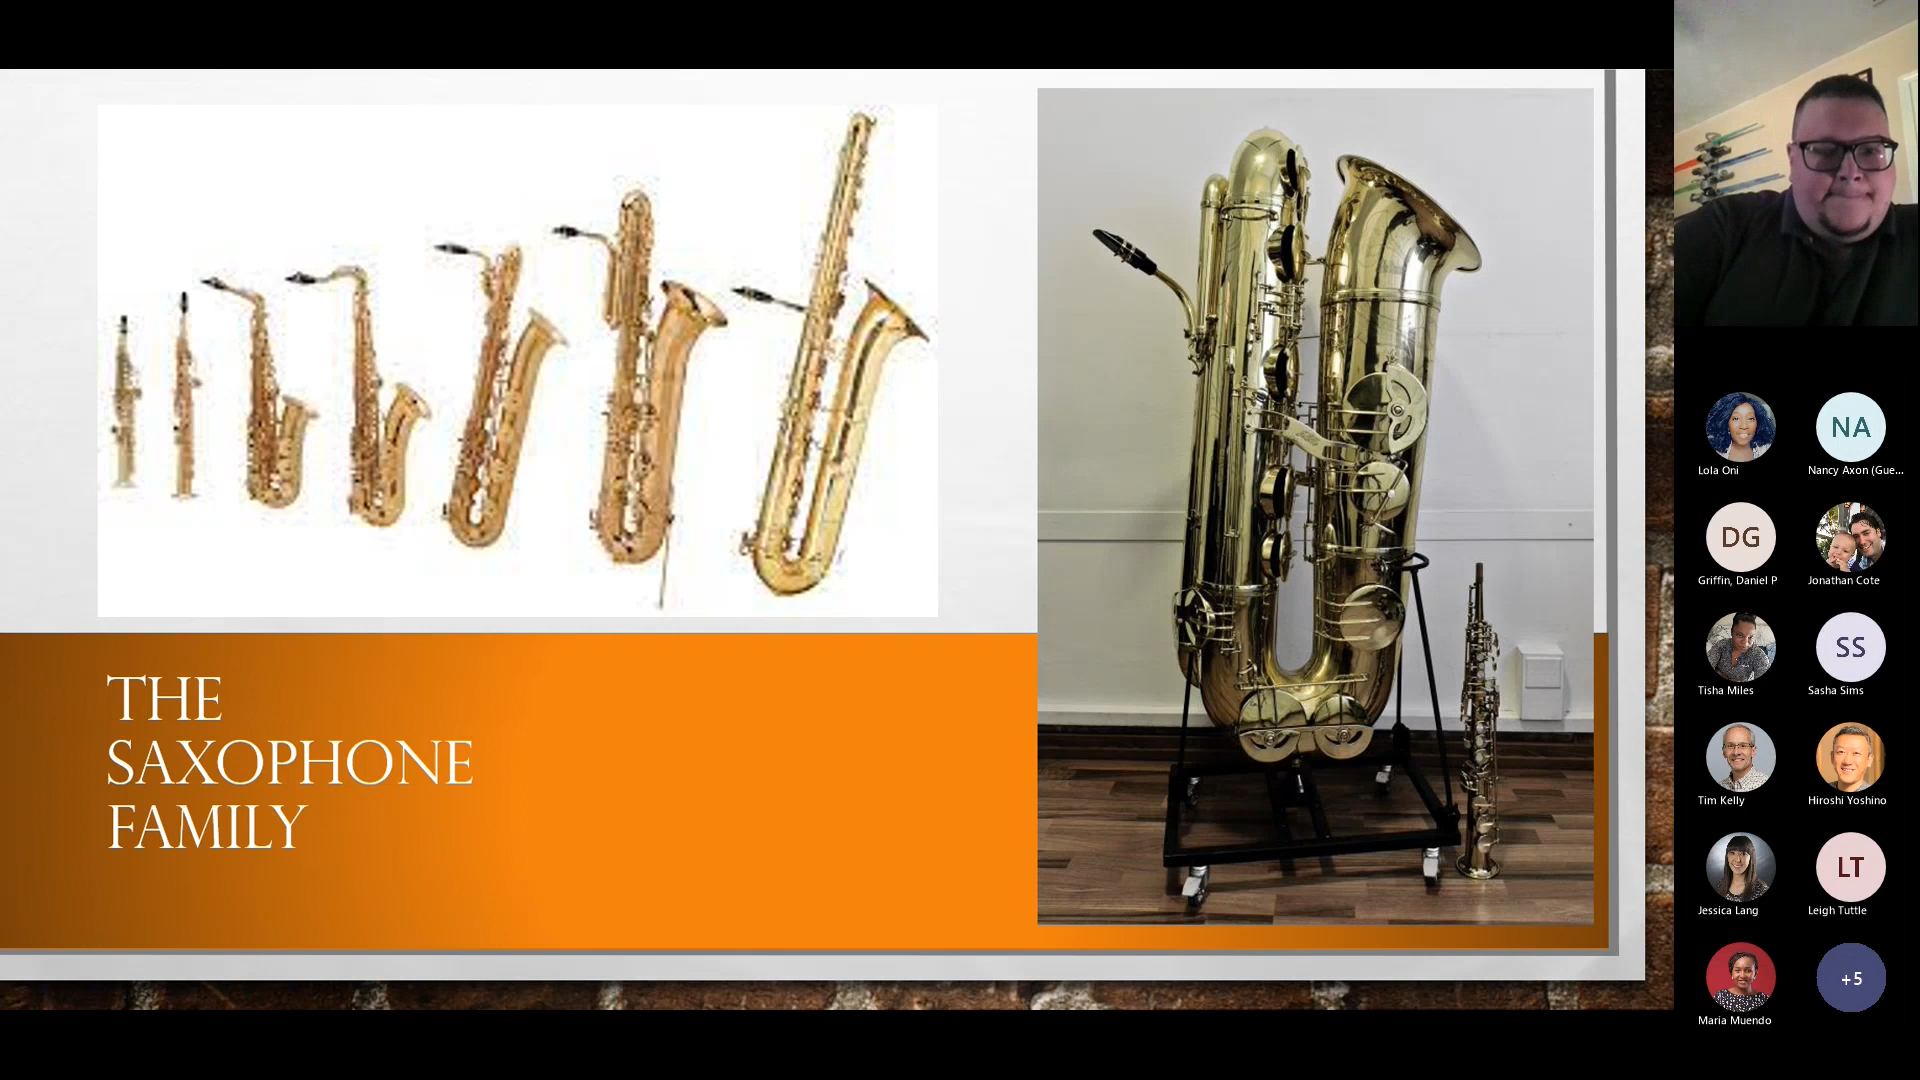 THE
SAXOPHONE
FAMILY
Lola Oni
NA
Nancy Axon (Gue...
DG
Griffin, Daniel P
Jonathan Cote
Tisha Miles
SS
Sasha Sims
Tim Kelly
Hiroshi Yoshino
Jessica Lang
LT
Leigh Tuttle
Maria Muendo
+5